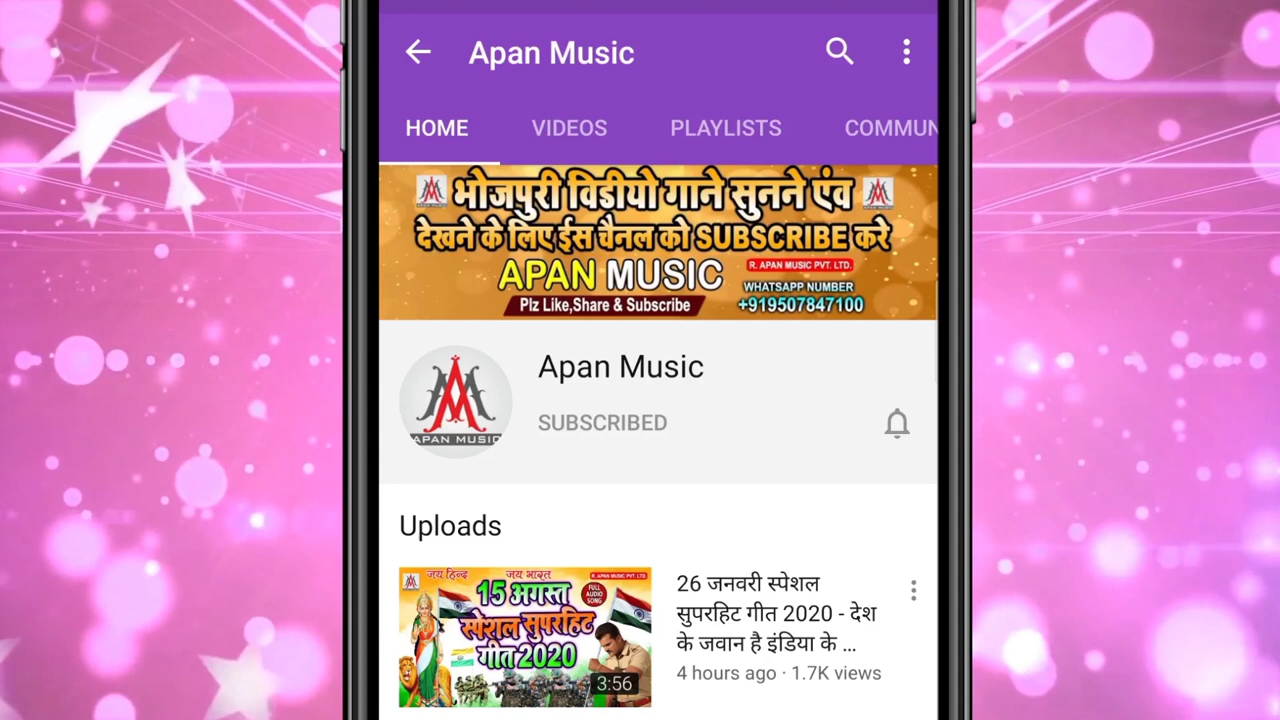 Apan Music
HOME VIDEOS PLAYLISTS COMMUN
भोजपुरी विडीयो गाने सुनने एंव
देखने के लिए ईस चैनल को SUBSCRIBE करे
APAN MUSIC
R. APAN MUSIC PVT. LTD.
WHATSAPP NUMBER
+919507847100
Plz Like,Share & Subscribe
Apan Music
SUBSCRIBED
APAN MUSIC
Uploads
जय हिन्द जय भारत
R. APAN MUSIC PVT. LTD
15 अगस्त
FULL
AUDIO
SONG
स्पेशल सुपरहिट
गीत 2020
3:56
26 जनवरी स्पेशल
सुपरहिट गीत 2020 - देश
के जवान है इंडिया के ...
4 hours ago · 1.7K views